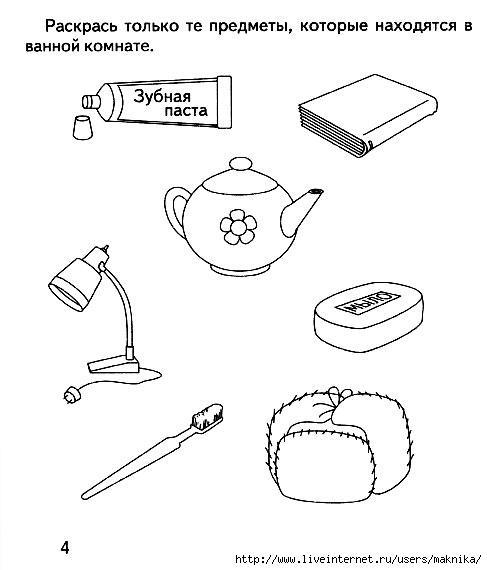 Раскрась только те предметы, которые находятся в
ванной комнате.
Зубная
паста
МЫЛО
4
http://www.liveinternet.ru/users/maknika/